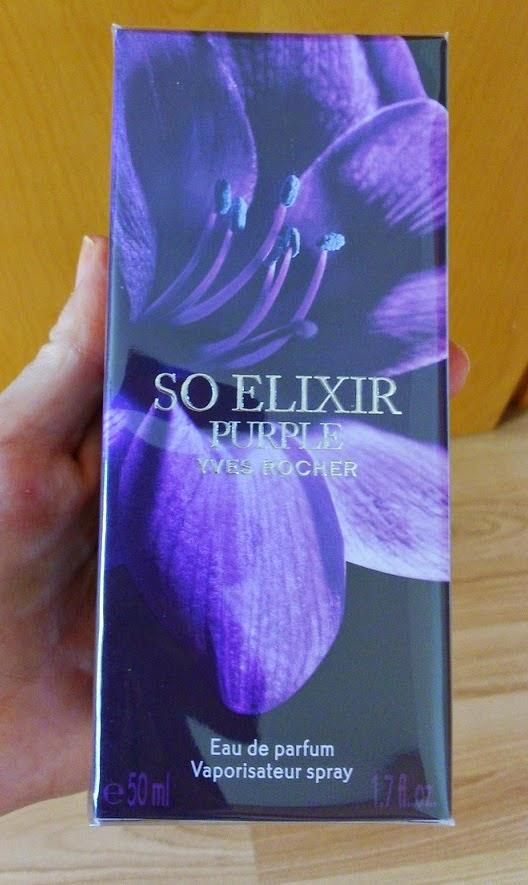 SO ELIXIR
PURPLE
YVES ROCHER
Eau de parfum
Vaporisateur spray
℮50 ml 1.7 fl. oz.